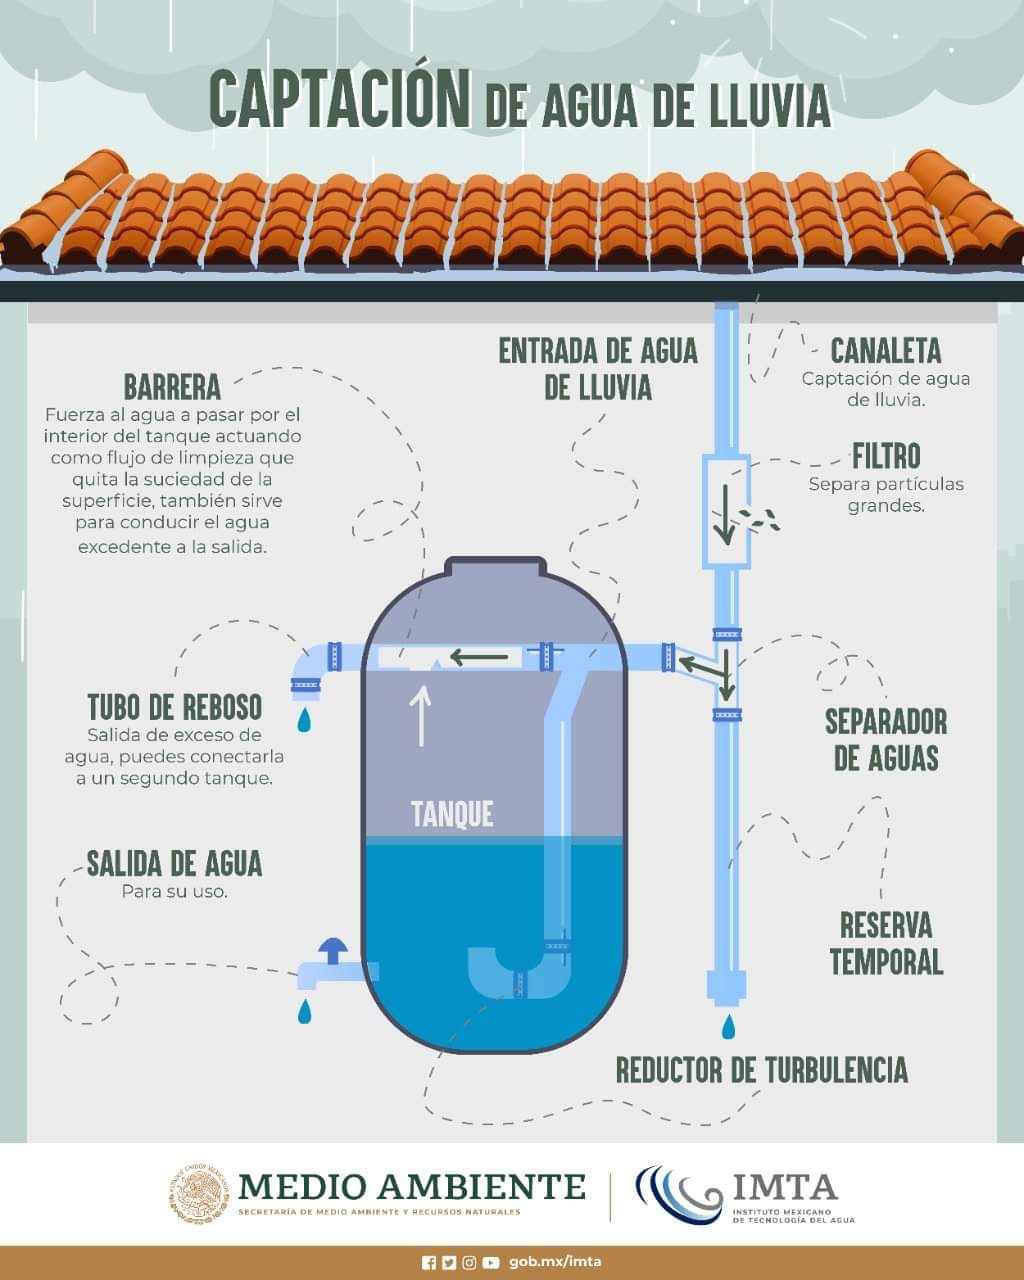 CAPTACIÓN DE AGUA DE LLUVIA
ENTRADA DE AGUA
DE LLUVIA
CANALETA
Captación de agua
de lluvia.
BARRERA
Fuerza al agua a pasar por el
interior del tanque actuando
como flujo de limpieza que
quita la suciedad de la
superficie, también sirve
para conducir el agua
excedente a la salida.
FILTRO
Separa partículas
grandes.
TUBO DE REBOSO
Salida de exceso de
agua, puedes conectarla
a un segundo tanque.
SEPARADOR
DE AGUAS
TANQUE
SALIDA DE AGUA
Para su uso.
RESERVA
TEMPORAL
REDUCTOR DE TURBULENCIA
ESTADOS UNIDOS MEXICANOS
MEDIO AMBIENTE
SECRETARÍA DE MEDIO AMBIENTE Y RECURSOS NATURALES
IMTA
INSTITUTO MEXICANO
DE TECNOLOGÍA DEL AGUA
gob.mx/imta